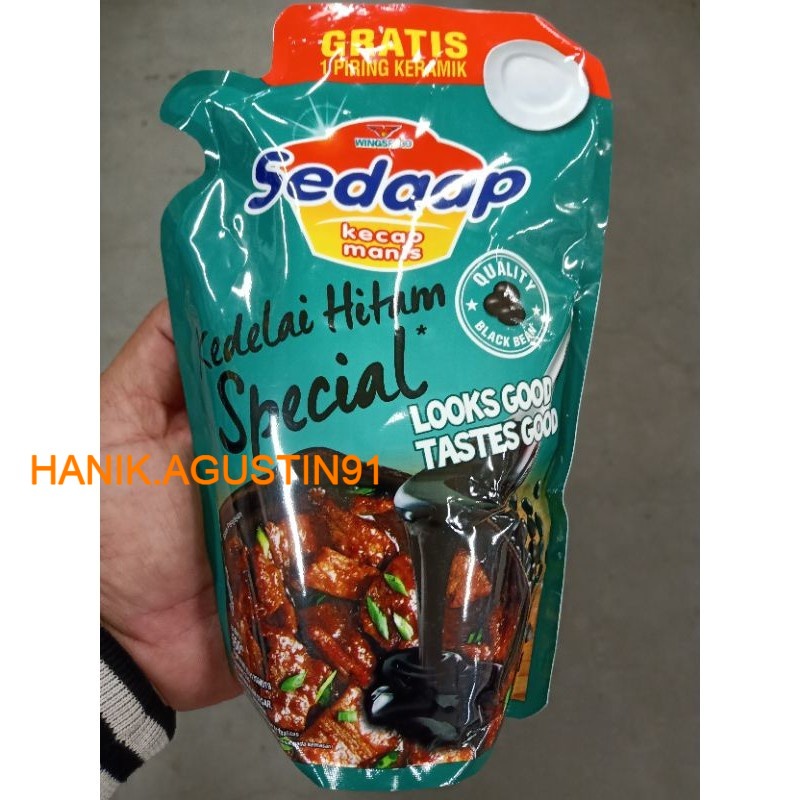 GRATIS
1 PIRING KERAMIK
WINGSFOOD
Sedaap
kecap
manis
QUALITY
BLACK BEAN
Kedelai Hitam
Special*
LOOKS GOOD
TASTES GOOD
HANIK.AGUSTIN91